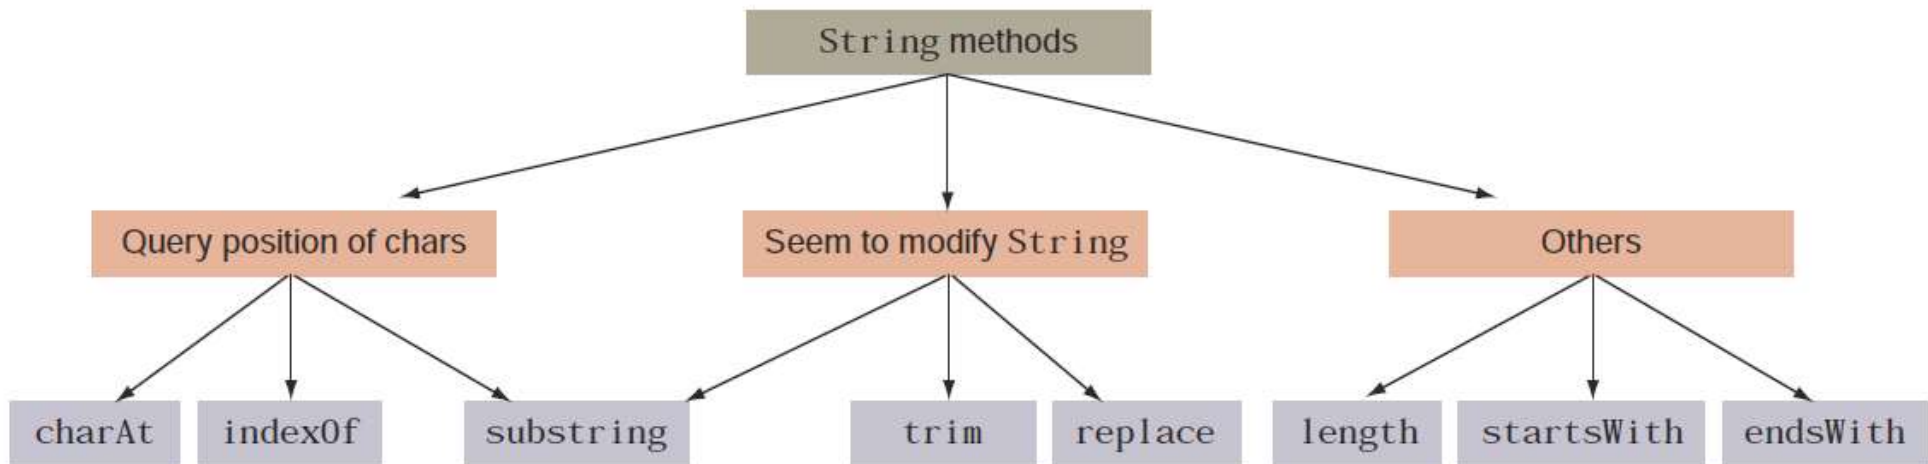 String methods
Query position of chars
Seem to modify String
Others
charAt
indexOf
substring
trim
replace
length
startsWith
endsWith